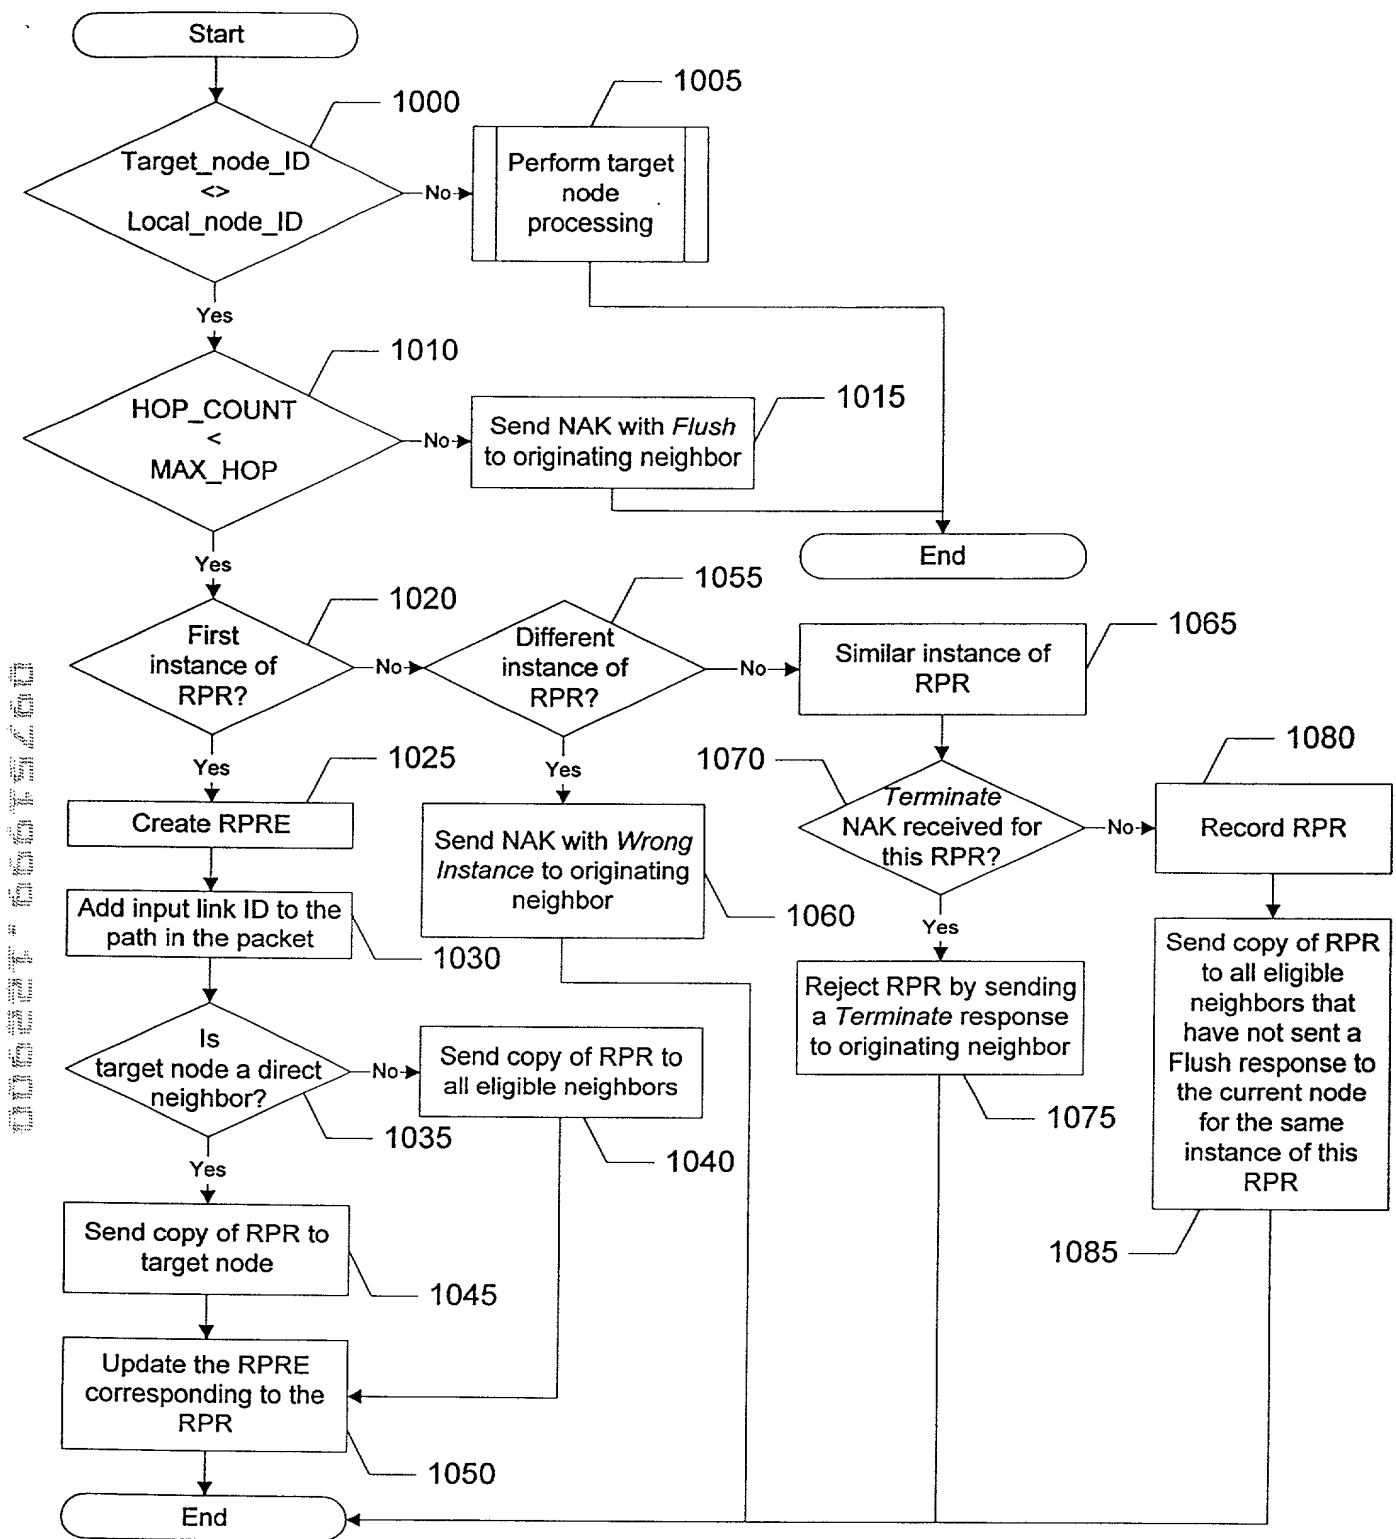 Start
1000
Target_node_ID
<>
Local_node_ID
No
1005
Perform target
node
processing
Yes
1010
HOP_COUNT
<
MAX_HOP
No
1015
Send NAK with Flush
to originating neighbor
End
Yes
1020
First
instance of
RPR?
No
1055
Different
instance of
RPR?
No
1065
Similar instance of
RPR
Yes
1025
Create RPRE
Add input link ID to the
path in the packet
1030
Is
target node a direct
neighbor?
1035
No
Send copy of RPR to
all eligible neighbors
1040
Yes
Send copy of RPR to
target node
1045
Update the RPRE
corresponding to the
RPR
1050
End
Yes
Send NAK with Wrong
Instance to originating
neighbor
1060
1070
Terminate
NAK received for
this RPR?
No
1080
Record RPR
Yes
Reject RPR by sending
a Terminate response
to originating neighbor
1075
Send copy of RPR
to all eligible
neighbors that
have not sent a
Flush response to
the current node
for the same
instance of this
RPR
1085
09751999.122900